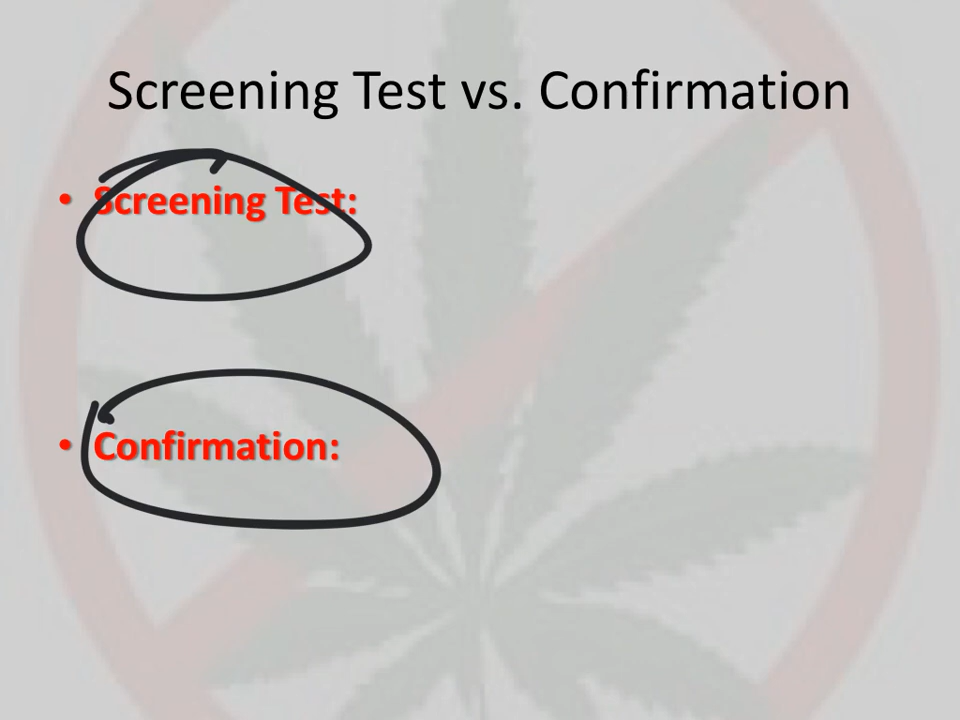 Screening Test vs. Confirmation
• Screening Test:
• Confirmation: